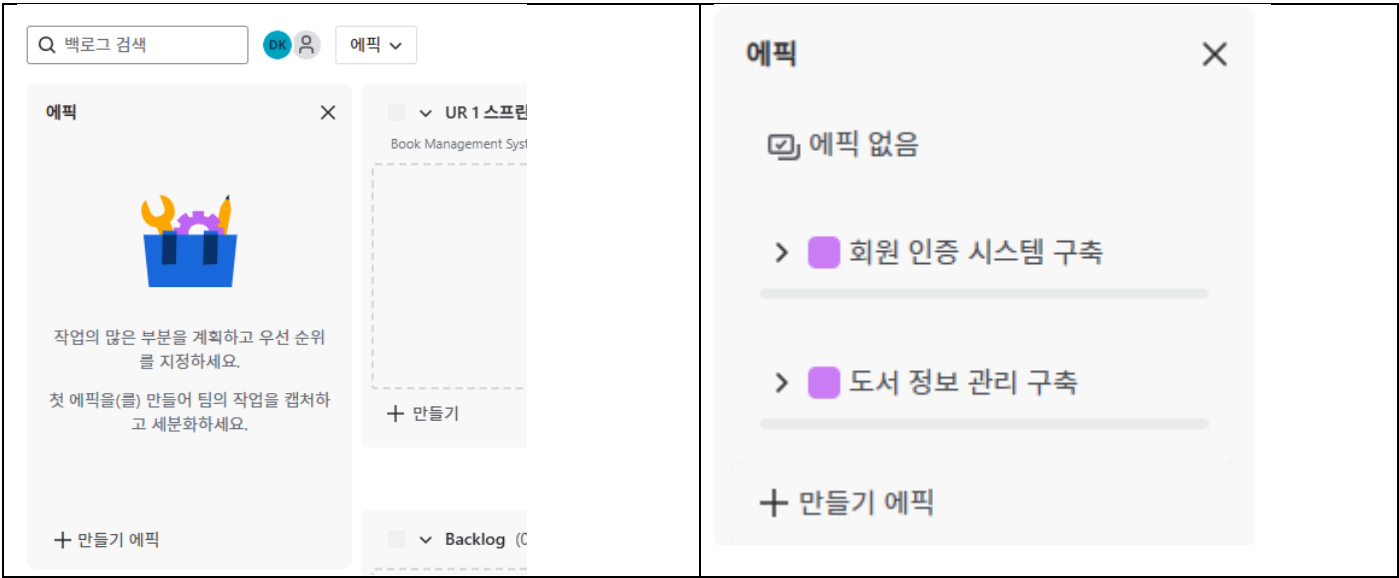 백로그 검색
DK
에픽
에픽
작업의 많은 부분을 계획하고 우선 순위
를 지정하세요.
첫 에픽을(를) 만들어 팀의 작업을 캡처하
고 세분화하세요.
만들기 에픽
UR 1 스프린
Book Management Syst
만들기
Backlog (0
에픽
에픽 없음
회원 인증 시스템 구축
도서 정보 관리 구축
만들기 에픽